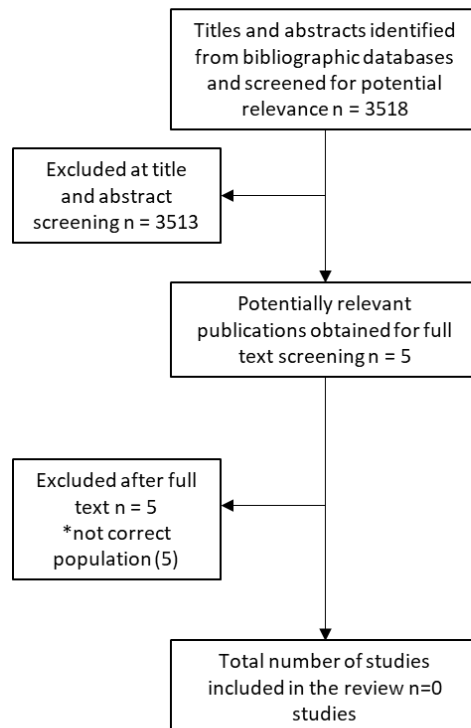 Titles and abstracts identified
from bibliographic databases
and screened for potential
relevance n = 3518
Excluded at title
and abstract
screening n = 3513
Potentially relevant
publications obtained for full
text screening n = 5
Excluded after full
text n = 5
*not correct
population (5)
Total number of studies
included in the review n=0
studies